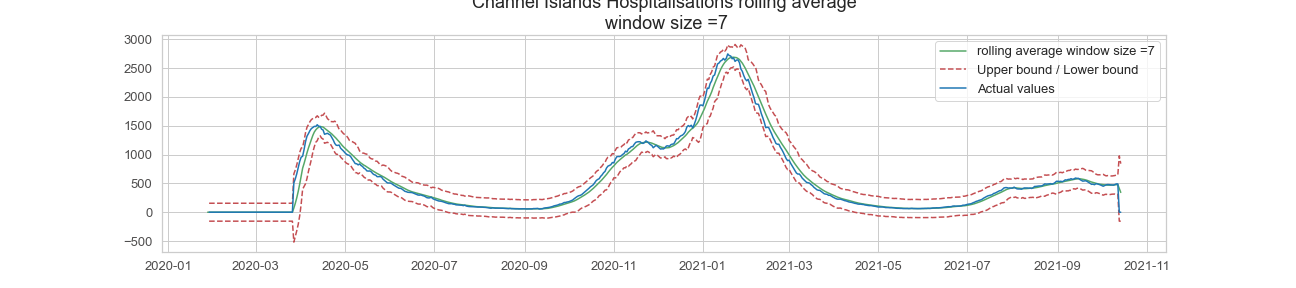 Channel Islands Hospitalisations rolling average
window size =7
3000
2500
2000
1500
1000
500
0
−500
rolling average window size =7
Upper bound / Lower bound
Actual values
2020-01 2020-03 2020-05 2020-07 2020-09 2020-11 2021-01 2021-03 2021-05 2021-07 2021-09 2021-11